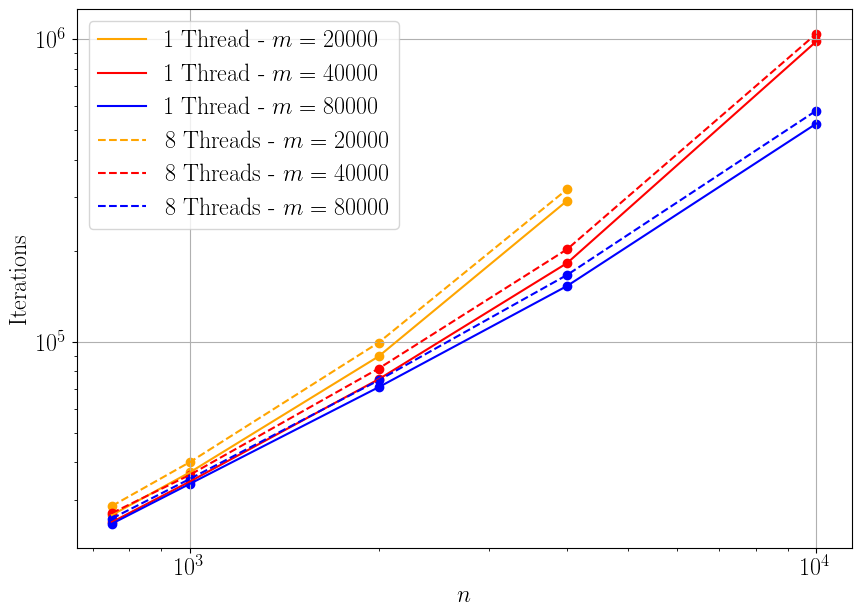 10^6
1 Thread - m = 20000
1 Thread - m = 40000
1 Thread - m = 80000
8 Threads - m = 20000
8 Threads - m = 40000
8 Threads - m = 80000
Iterations
10^5
10^3
10^4
n